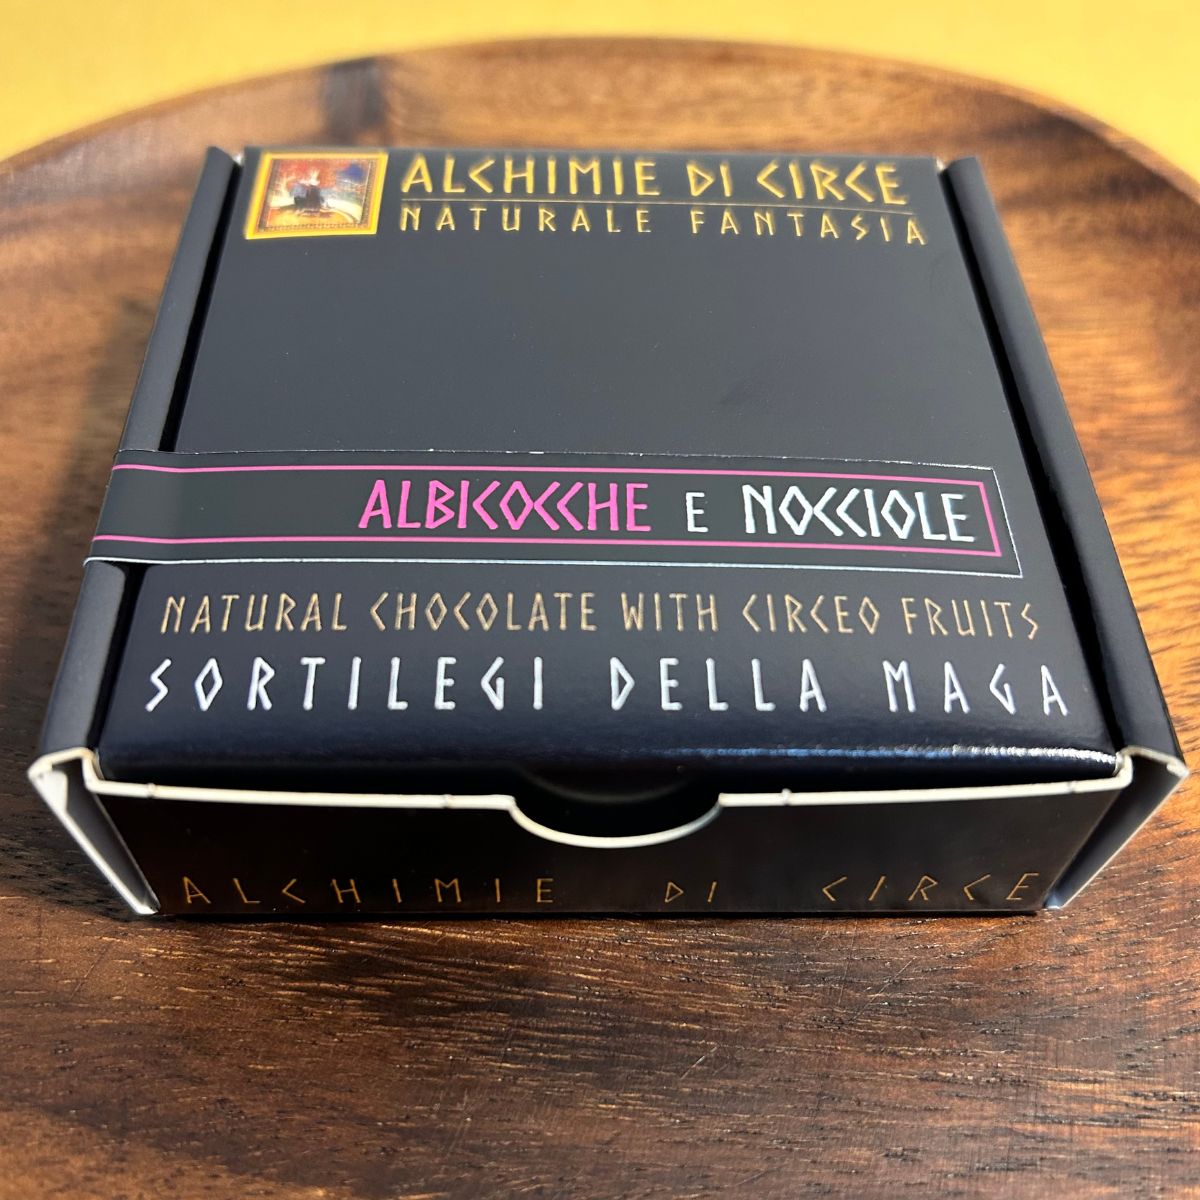 ALCHIMIE DI CIRCE
NATURALE FANTASIA
ALBICOCCHE E NOCCIOLE
NATURAL CHOCOLATE WITH CIRCEO FRUITS
SORTILEGI DELLA MAGA
ALCHIMIE DI CIRCE